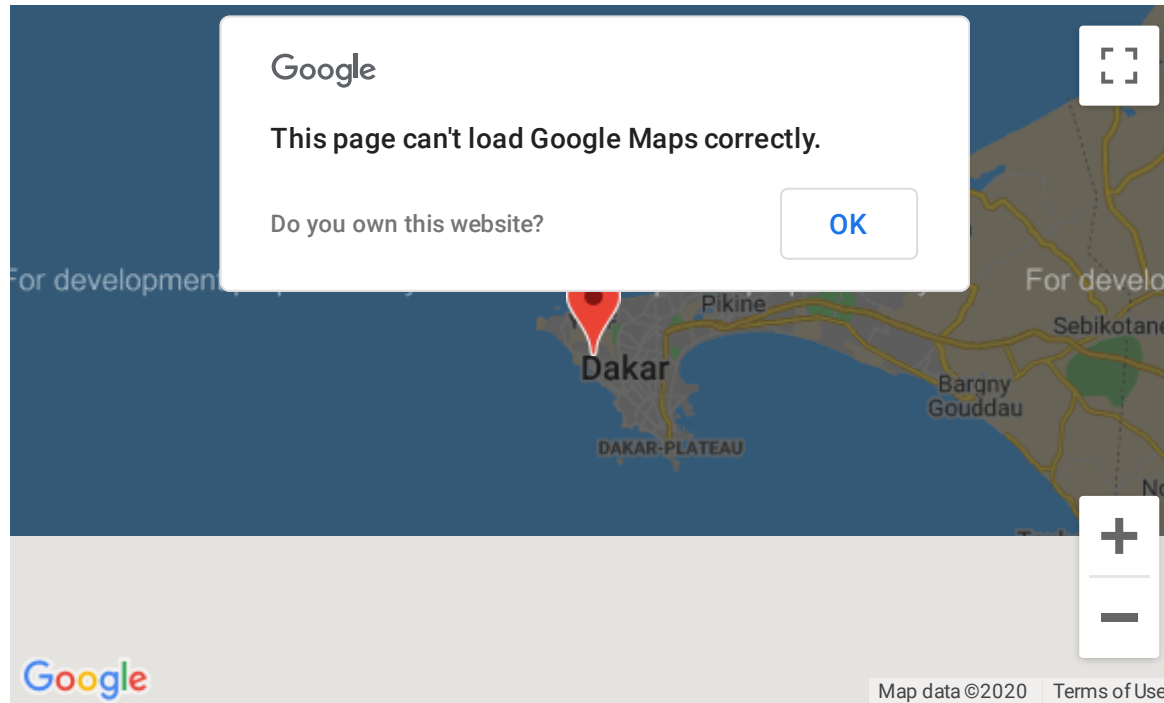 Google
This page can't load Google Maps correctly.
Do you own this website?
OK
For development
For develo
Pikine
Sebikotane
Dakar
Bargny
Gouddau
DAKAR-PLATEAU
Google
Map data ©2020
Terms of Use